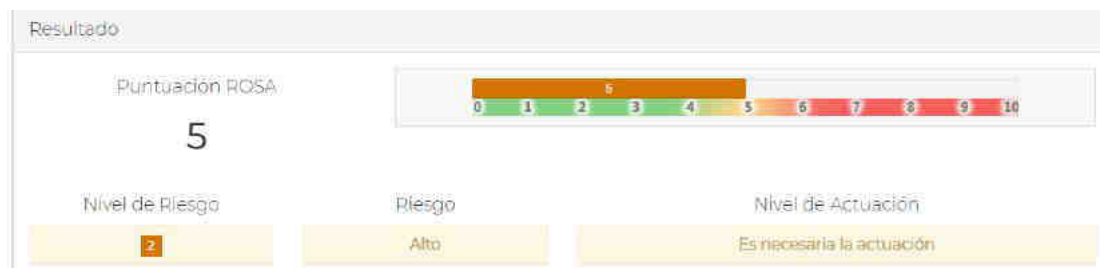 Resultado
Puntuación ROSA
5
5
0 1 2 3 4 5 6 7 8 9 10
Nivel de Riesgo Riesgo Nivel de Actuación
2 Alto Es necesaria la actuación